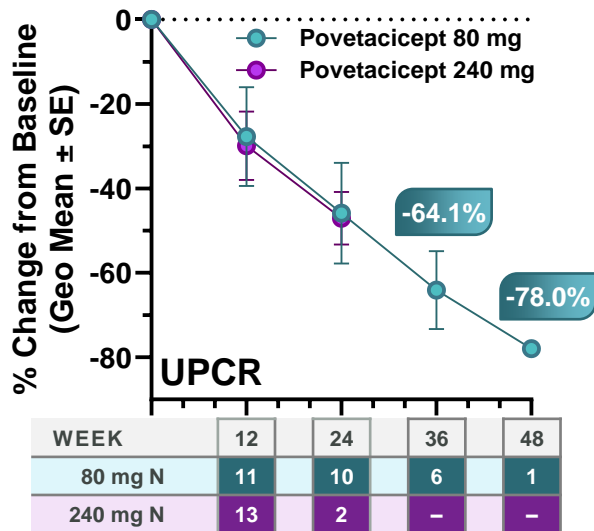 % Change from Baseline
(Geo Mean ± SE)
0
-20
-40
-60
-80
Povetacicept 80 mg
Povetacicept 240 mg
-64.1%
-78.0%
UPCR
WEEK 12 24 36 48
80 mg N 11 10 6 1
240 mg N 13 2 – –